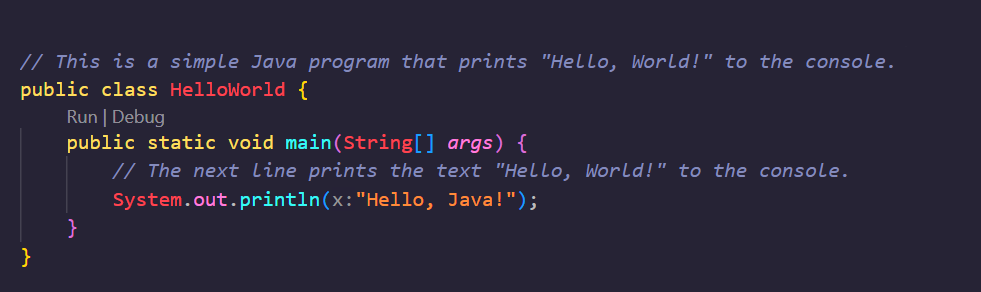 // This is a simple Java program that prints "Hello, World!" to the console.
public class HelloWorld {
Run | Debug
public static void main(String[] args) {
// The next line prints the text "Hello, World!" to the console.
System.out.println(x:"Hello, Java!");
}
}